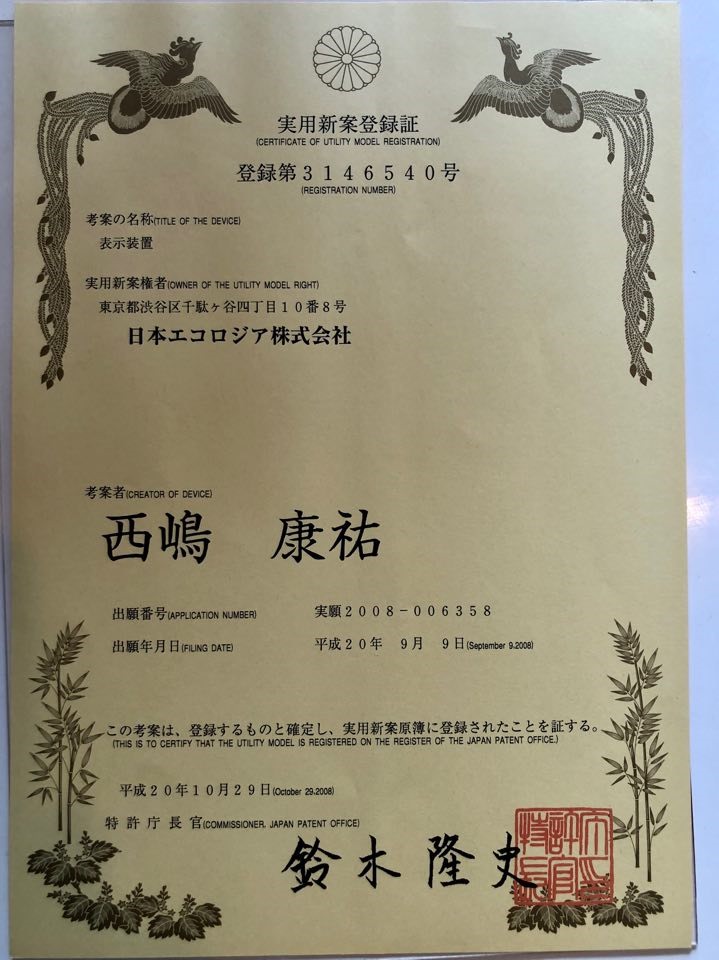 実用新案登録証
(CERTIFICATE OF UTILITY MODEL REGISTRATION)
登録第3146540号
(REGISTRATION NUMBER)
考案の名称(TITLE OF THE DEVICE)
表示装置
実用新案権者(OWNER OF THE UTILITY MODEL RIGHT)
東京都渋谷区千駄ヶ谷四丁目10番8号
日本エコロジア株式会社
考案者(CREATOR OF DEVICE)
西嶋 康祐
出願番号(APPLICATION NUMBER) 実願2008-006358
出願年月日(FILING DATE) 平成20年 9月 9日(September 9,2008)
この考案は、登録するものと確定し、実用新案原簿に登録されたことを証する。
(THIS IS TO CERTIFY THAT THE UTILITY MODEL IS REGISTERED ON THE REGISTER OF THE JAPAN PATENT OFFICE.)
平成20年10月29日(October 29,2008)
特許庁長官(COMMISSIONER, JAPAN PATENT OFFICE)
鈴木隆史